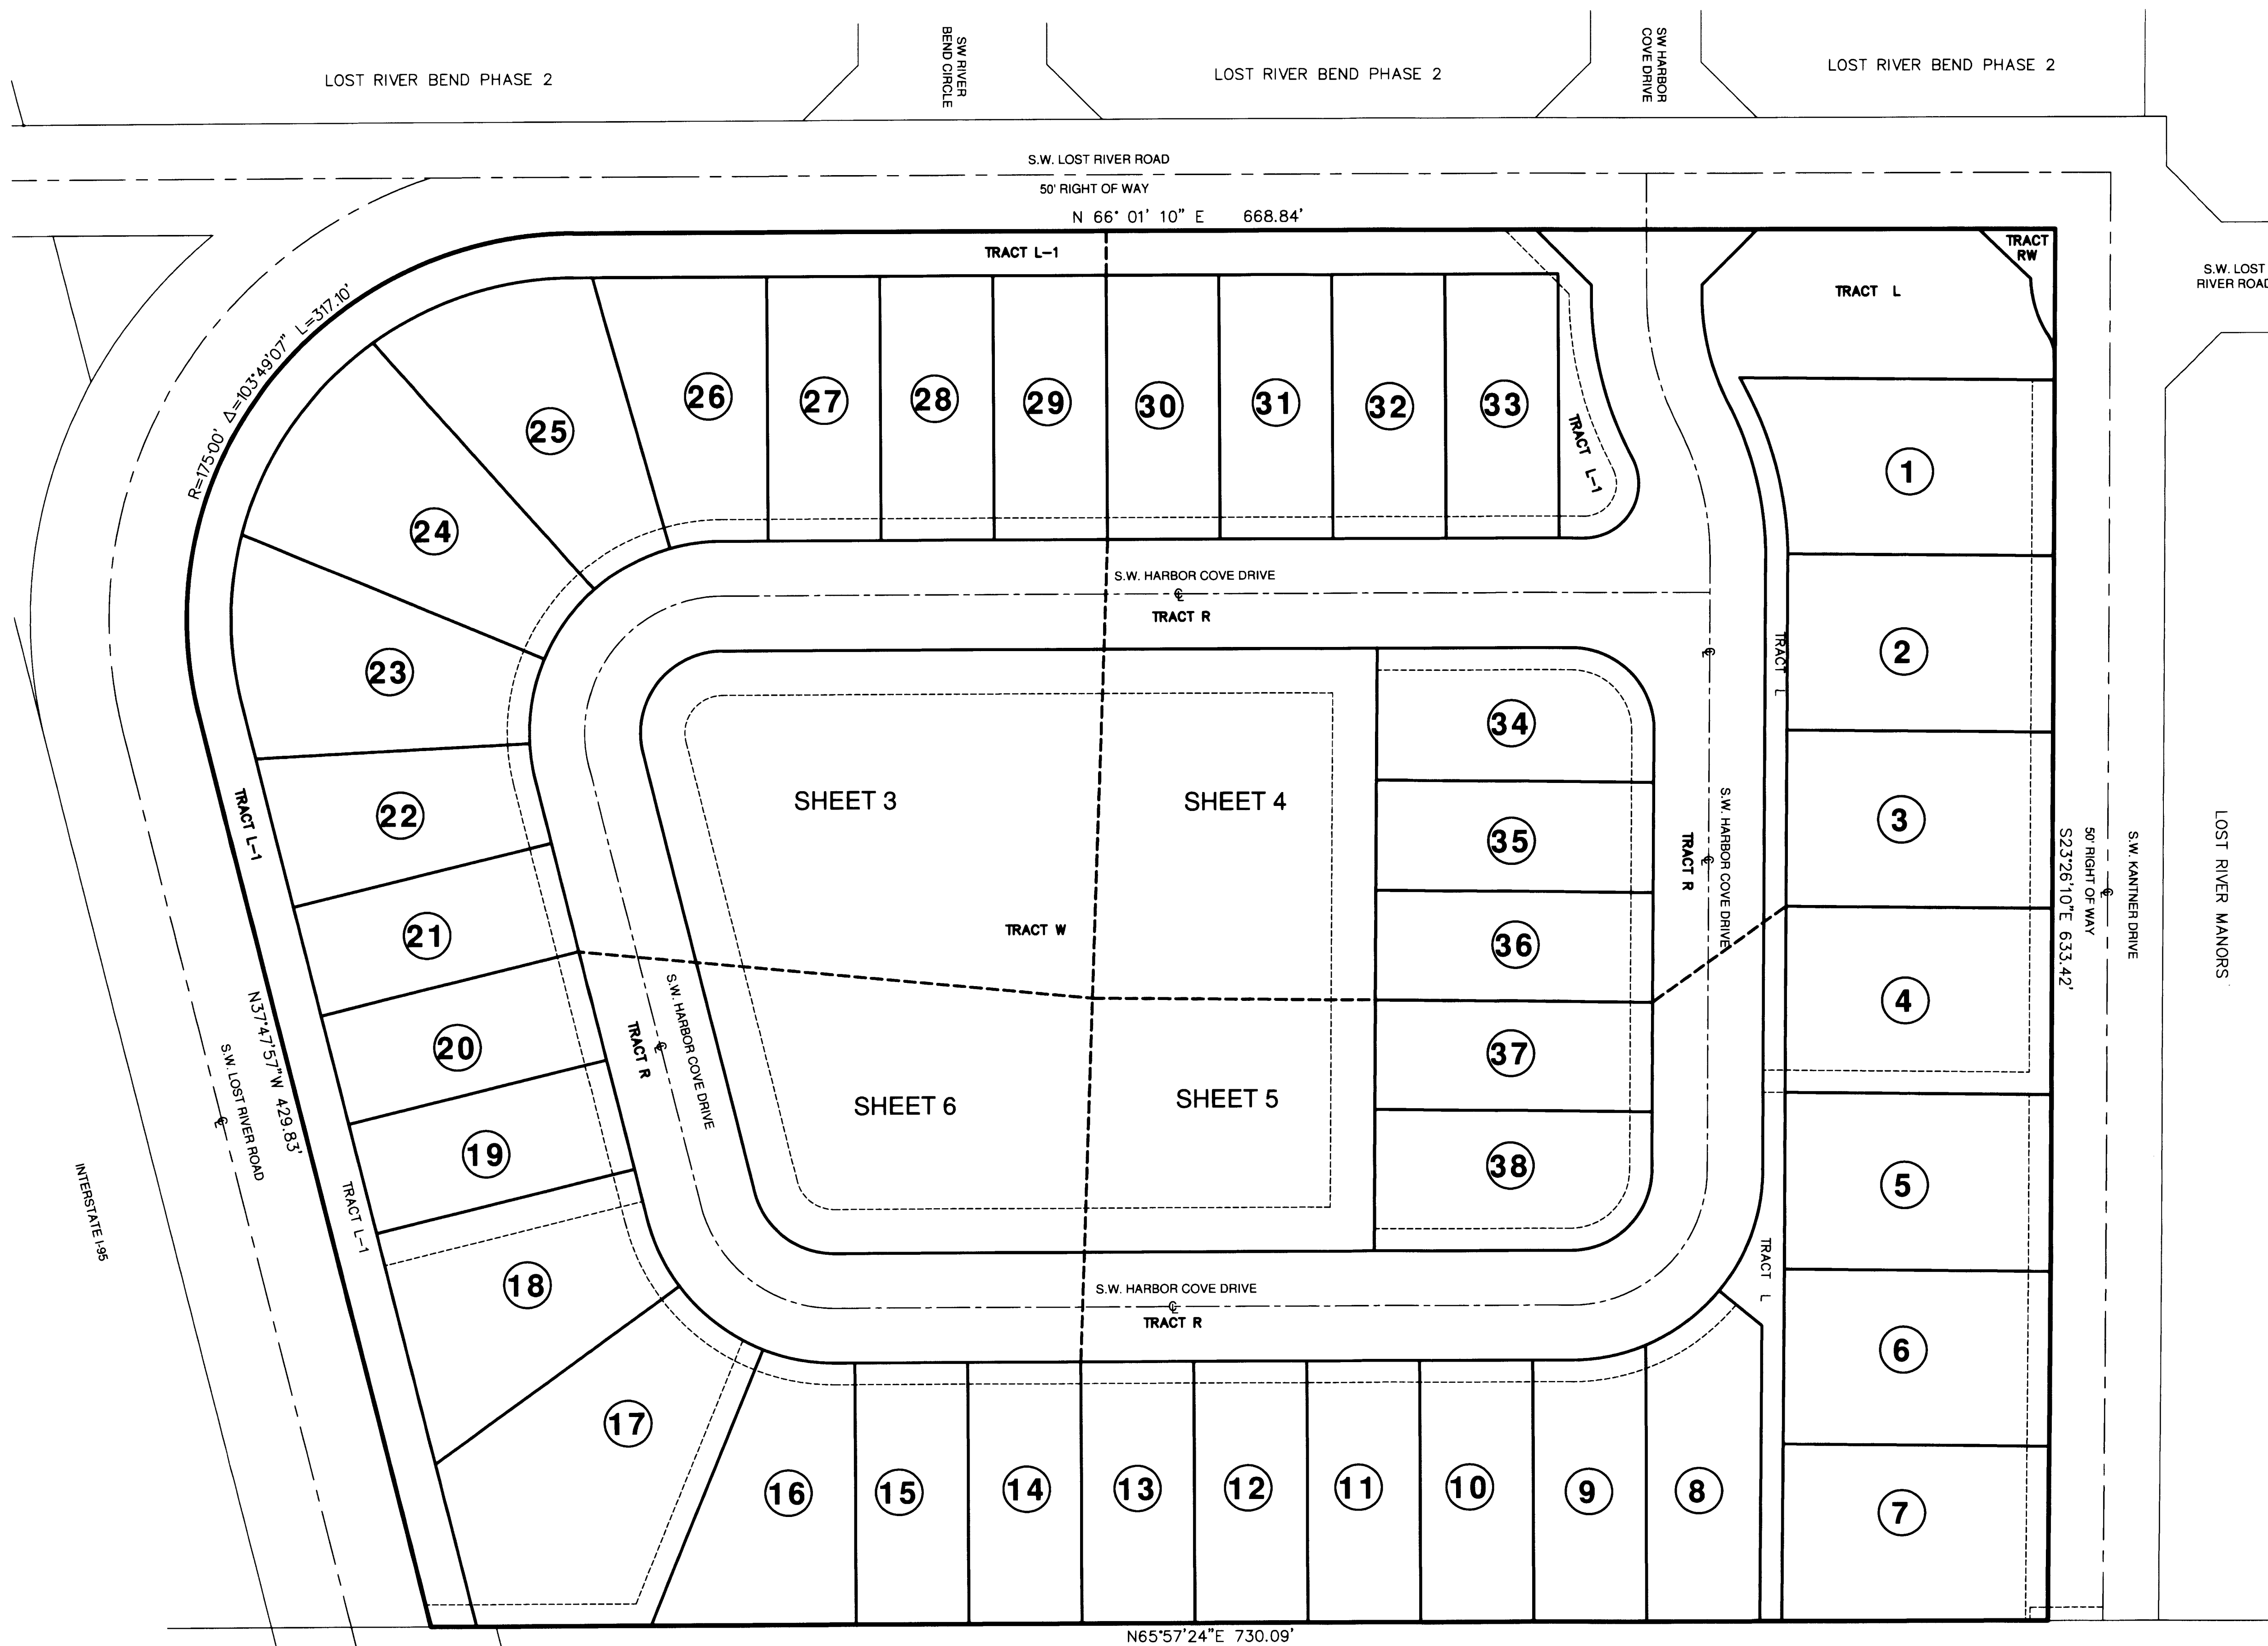 SW RIVER
BEND CIRCLE
SW HARBOR
COVE DRIVE
LOST RIVER BEND PHASE 2
LOST RIVER BEND PHASE 2
LOST RIVER BEND PHASE 2
S.W. LOST RIVER ROAD
50' RIGHT OF WAY
N 66° 01' 10" E 668.84'
TRACT L-1
TRACT
RW
S.W. LOST
RIVER ROAD
TRACT L
R=175.00' Δ=103°49'07" L=317.10'
26
27
28
29
30
31
32
33
25
24
23
TRACT L-1
1
S.W. HARBOR COVE DRIVE
℄
TRACT R
2
TRACT L
℄
34
22
TRACT L-1
SHEET 3
SHEET 4
35
3
TRACT R
℄
S.W. HARBOR COVE DRIVE
S23°26'10"E 633.42'
50' RIGHT OF WAY
℄
S.W. KANTNER DRIVE
LOST RIVER MANORS
21
TRACT W
36
4
N37°47'57"W 429.83'
S.W. LOST RIVER ROAD
℄
20
TRACT R
℄
S.W. HARBOR COVE DRIVE
37
SHEET 6
SHEET 5
19
38
5
INTERSTATE I-95
TRACT L-1
18
S.W. HARBOR COVE DRIVE
℄
TRACT R
TRACT L
6
17
16
15
14
13
12
11
10
9
8
7
N65°57'24"E 730.09'